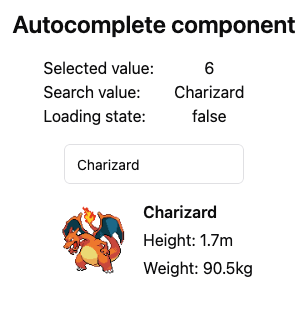 Autocomplete component
Selected value: 6
Search value: Charizard
Loading state: false
Charizard
Charizard
Height: 1.7m
Weight: 90.5kg